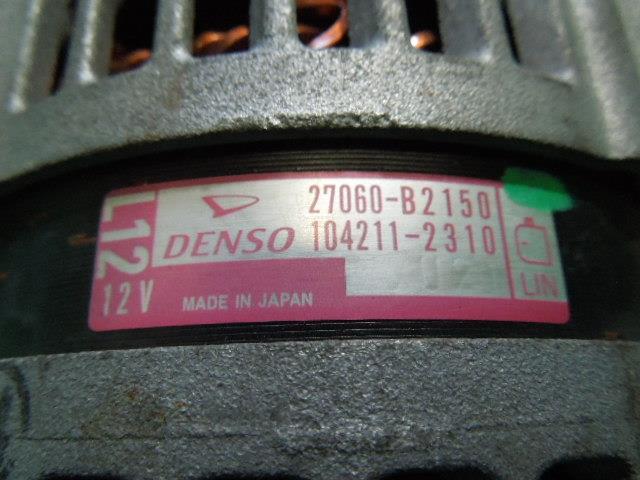 L12
12V
27060-B2150
DENSO 104211-2310
MADE IN JAPAN
LIN